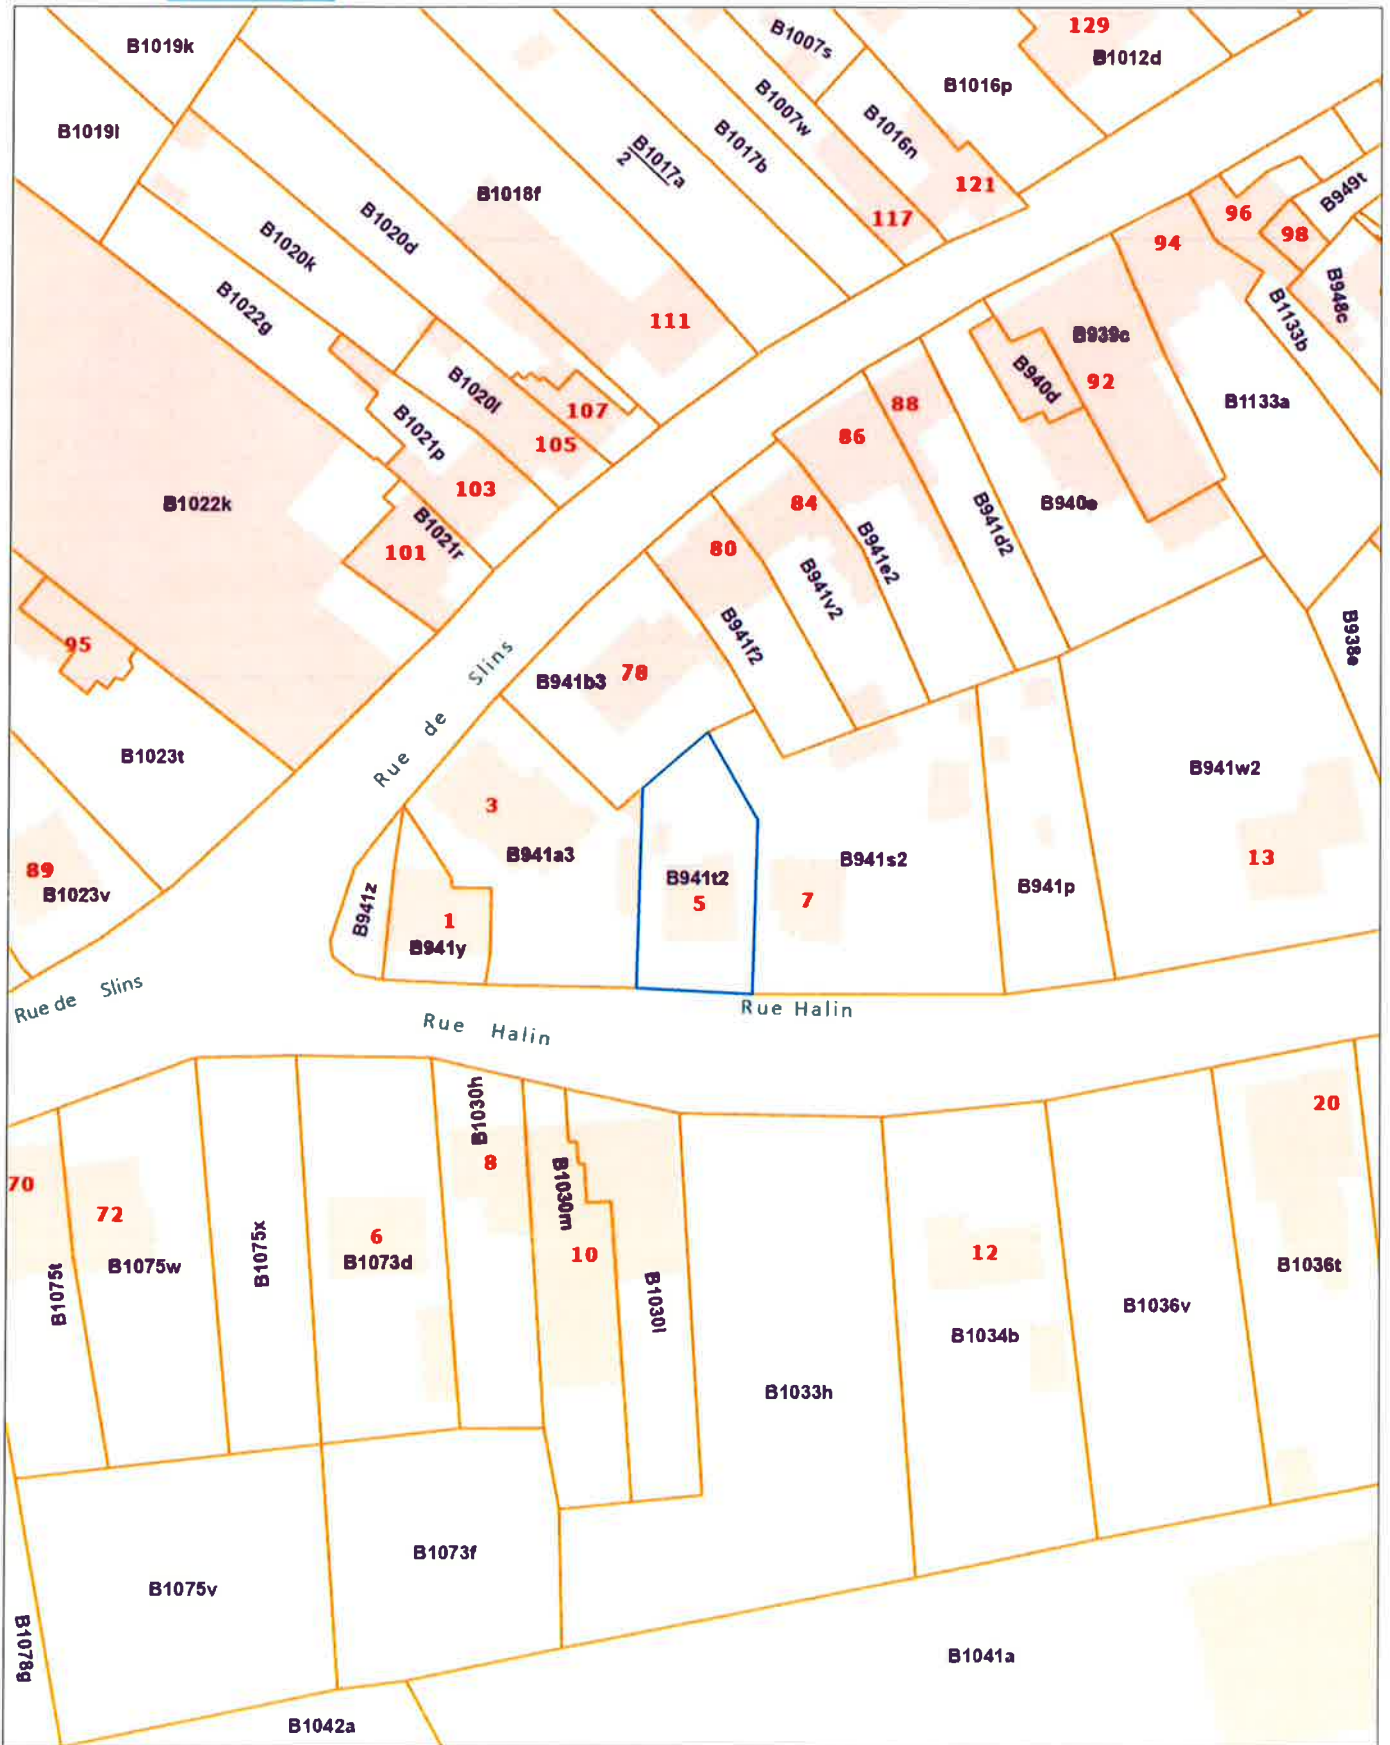 B1019k
B1007s
129
B1012d
B1016p
B1019l
B1007w
B1016n
B1017b
B1017a
2
B1018f
121
117
B949t
96
98
94
B1020d
B1020k
B1022g
B948c
B1133b
111
B939c
92
B940d
B1133a
B1020l
107
88
86
105
B1021p
103
84
B1022k
B1021r
101
80
B941e2
B941d2
B940e
B941v2
95
B941f2
B938e
Rue de Slins
B941b3
78
B1023t
B941w2
3
B941a3
B941s2
13
89
B1023v
B941t2
5
7
B941p
B941z
1
B941y
Rue de Slins
Rue Halin
Rue Halin
B1030h
20
8
70
72
B1030m
6
B1073d
10
12
B1075w
B1075x
B1036t
B1075t
B1030l
B1036v
B1034b
B1033h
B1073f
B1075v
B1078g
B1041a
B1042a